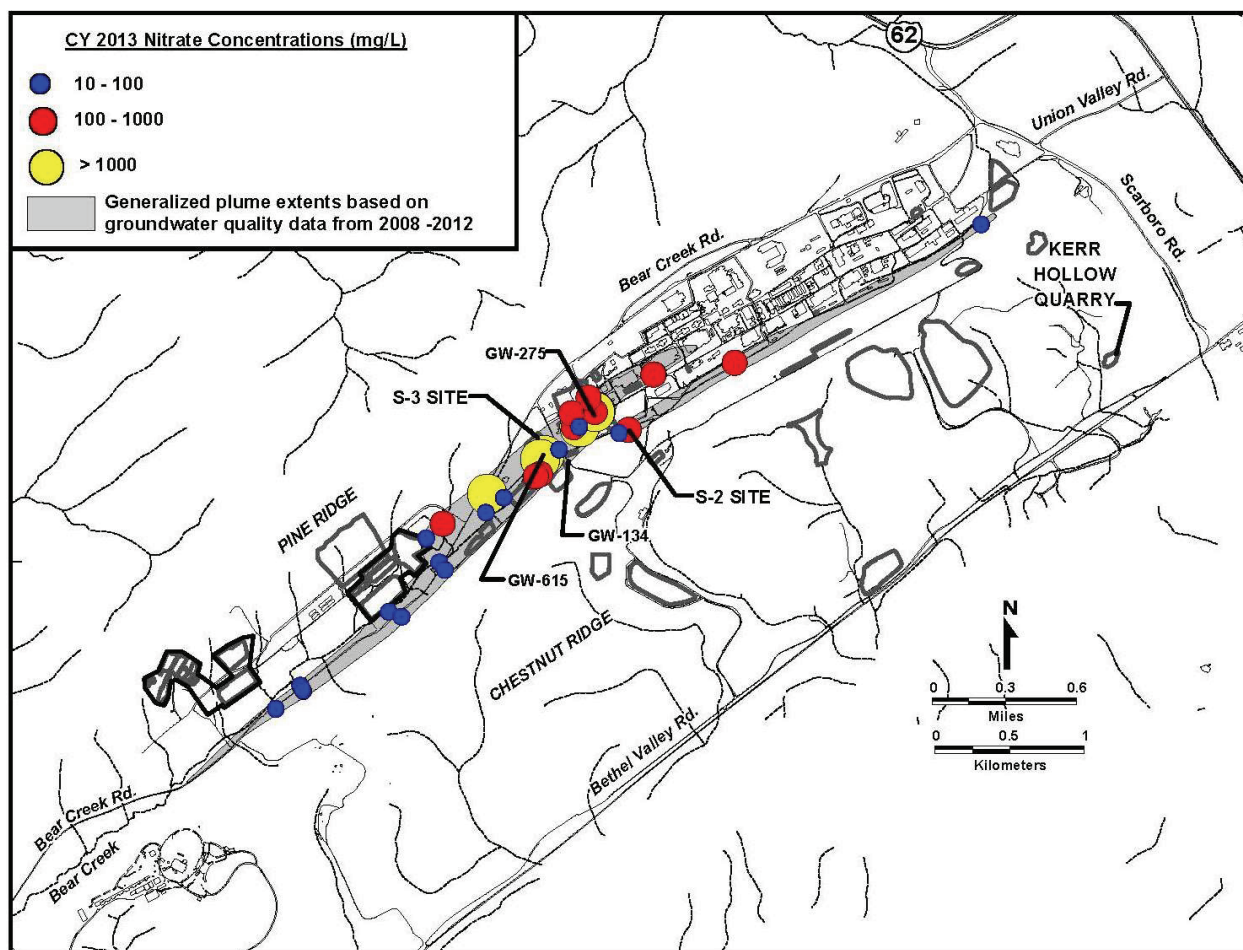 CY 2013 Nitrate Concentrations (mg/L)
10 - 100
100 - 1000
> 1000
Generalized plume extents based on
groundwater quality data from 2008 -2012
62
Union Valley Rd.
Scarboro Rd.
Bear Creek Rd.
KERR
HOLLOW
QUARRY
GW-275
S-3 SITE
S-2 SITE
PINE RIDGE
GW-134
GW-615
CHESTNUT RIDGE
N
0 0.3 0.6
Miles
0 0.5 1
Kilometers
Bethel Valley Rd.
Bear Creek Rd.
Bear Creek